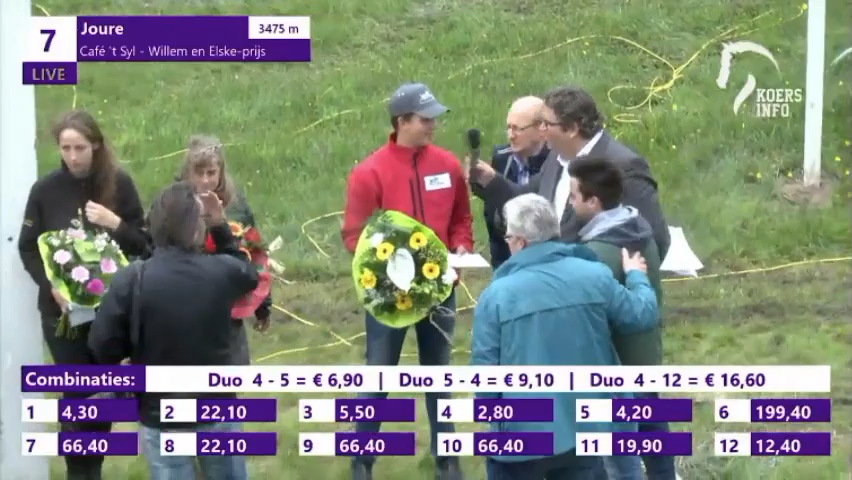 7
Joure
3475 m
Café 't Syl - Willem en Elske-prijs
LIVE
KOERS
INFO
Combinaties: Duo 4 - 5 = € 6,90 | Duo 5 - 4 = € 9,10 | Duo 4 - 12 = € 16,60
1 4,30 2 22,10 3 5,50 4 2,80 5 4,20 6 199,40
7 66,40 8 22,10 9 66,40 10 66,40 11 19,90 12 12,40